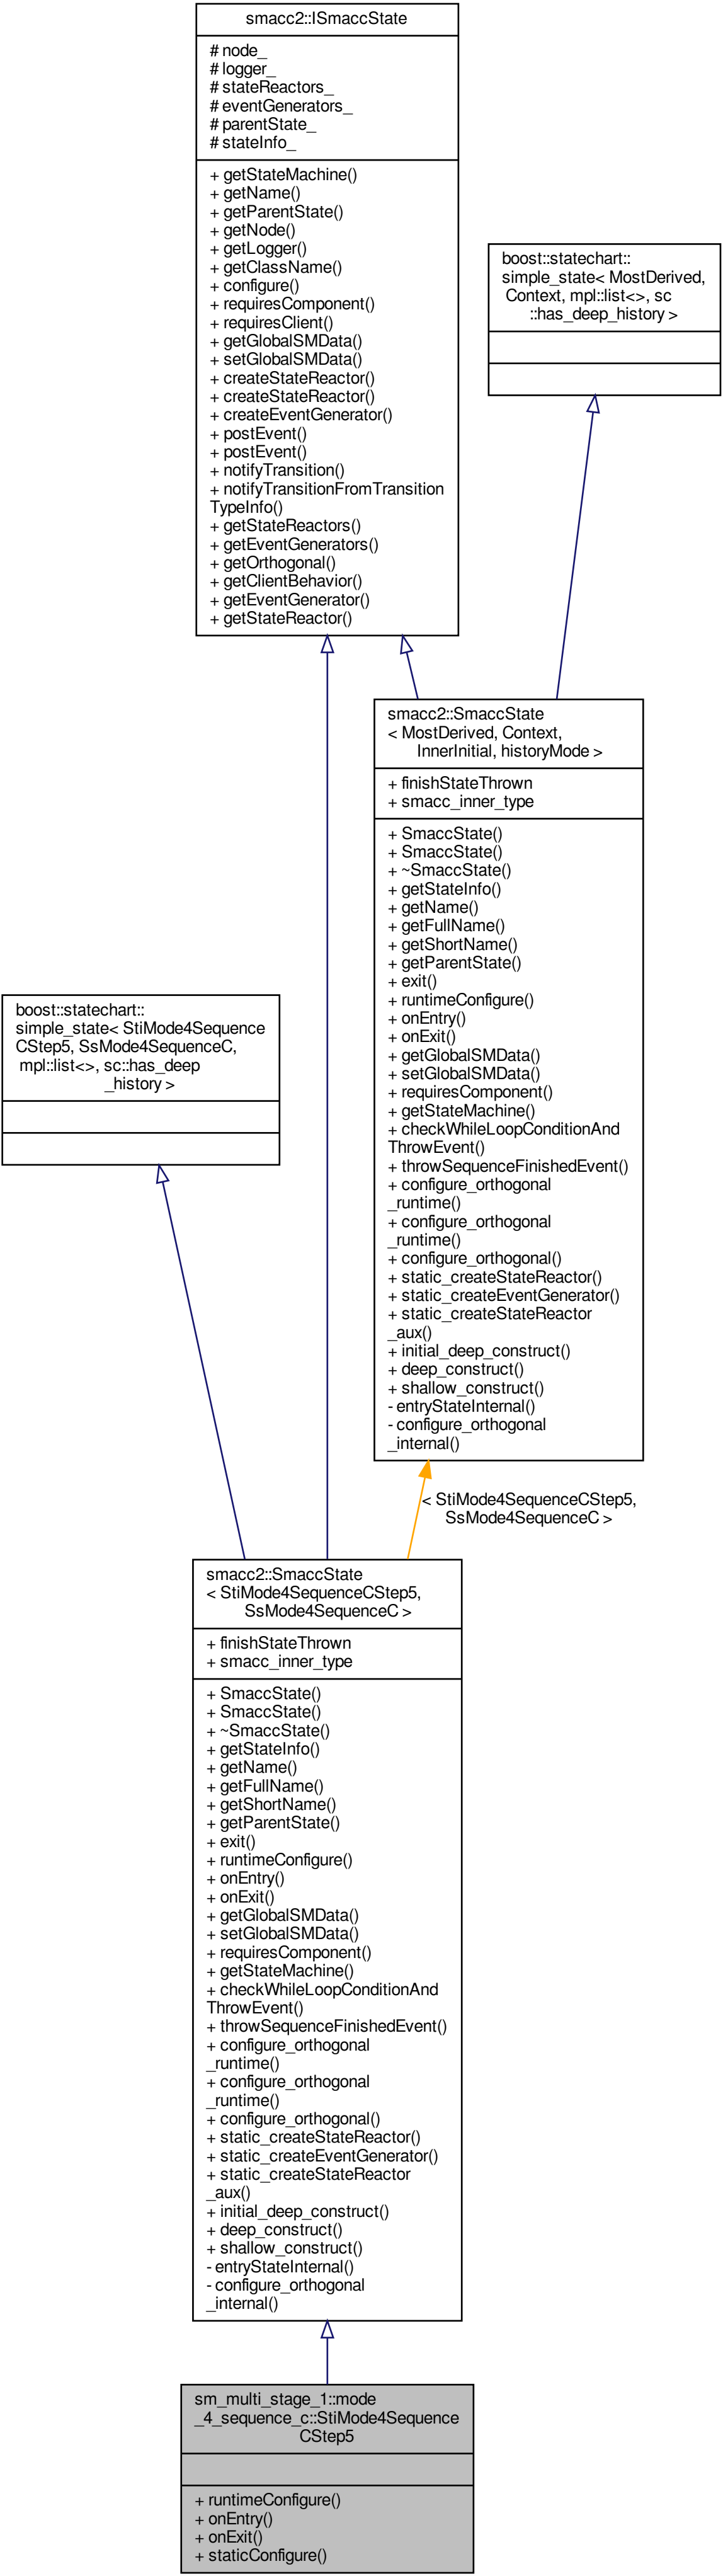 smacc2::ISmaccState
# node_
# logger_
# stateReactors_
# eventGenerators_
# parentState_
# stateInfo_
+ getStateMachine()
+ getName()
+ getParentState()
+ getNode()
+ getLogger()
+ getClassName()
+ configure()
+ requiresComponent()
+ requiresClient()
+ getGlobalSMData()
+ setGlobalSMData()
+ createStateReactor()
+ createStateReactor()
+ createEventGenerator()
+ postEvent()
+ postEvent()
+ notifyTransition()
+ notifyTransitionFromTransition
TypeInfo()
+ getStateReactors()
+ getEventGenerators()
+ getOrthogonal()
+ getClientBehavior()
+ getEventGenerator()
+ getStateReactor()
boost::statechart::
simple_state< MostDerived,
Context, mpl::list<>, sc
::has_deep_history >
smacc2::SmaccState
< MostDerived, Context,
InnerInitial, historyMode >
+ finishStateThrown
+ smacc_inner_type
+ SmaccState()
+ SmaccState()
+ ~SmaccState()
+ getStateInfo()
+ getName()
+ getFullName()
+ getShortName()
+ getParentState()
+ exit()
+ runtimeConfigure()
+ onEntry()
+ onExit()
+ getGlobalSMData()
+ setGlobalSMData()
+ requiresComponent()
+ getStateMachine()
+ checkWhileLoopConditionAnd
ThrowEvent()
+ throwSequenceFinishedEvent()
+ configure_orthogonal
_runtime()
+ configure_orthogonal
_runtime()
+ configure_orthogonal()
+ static_createStateReactor()
+ static_createEventGenerator()
+ static_createStateReactor
_aux()
+ initial_deep_construct()
+ deep_construct()
+ shallow_construct()
- entryStateInternal()
- configure_orthogonal
_internal()
boost::statechart::
simple_state< StiMode4Sequence
CStep5, SsMode4SequenceC,
mpl::list<>, sc::has_deep
_history >
< StiMode4SequenceCStep5,
SsMode4SequenceC >
smacc2::SmaccState
< StiMode4SequenceCStep5,
SsMode4SequenceC >
+ finishStateThrown
+ smacc_inner_type
+ SmaccState()
+ SmaccState()
+ ~SmaccState()
+ getStateInfo()
+ getName()
+ getFullName()
+ getShortName()
+ getParentState()
+ exit()
+ runtimeConfigure()
+ onEntry()
+ onExit()
+ getGlobalSMData()
+ setGlobalSMData()
+ requiresComponent()
+ getStateMachine()
+ checkWhileLoopConditionAnd
ThrowEvent()
+ throwSequenceFinishedEvent()
+ configure_orthogonal
_runtime()
+ configure_orthogonal
_runtime()
+ configure_orthogonal()
+ static_createStateReactor()
+ static_createEventGenerator()
+ static_createStateReactor
_aux()
+ initial_deep_construct()
+ deep_construct()
+ shallow_construct()
- entryStateInternal()
- configure_orthogonal
_internal()
sm_multi_stage_1::mode
_4_sequence_c::StiMode4Sequence
CStep5
+ runtimeConfigure()
+ onEntry()
+ onExit()
+ staticConfigure()